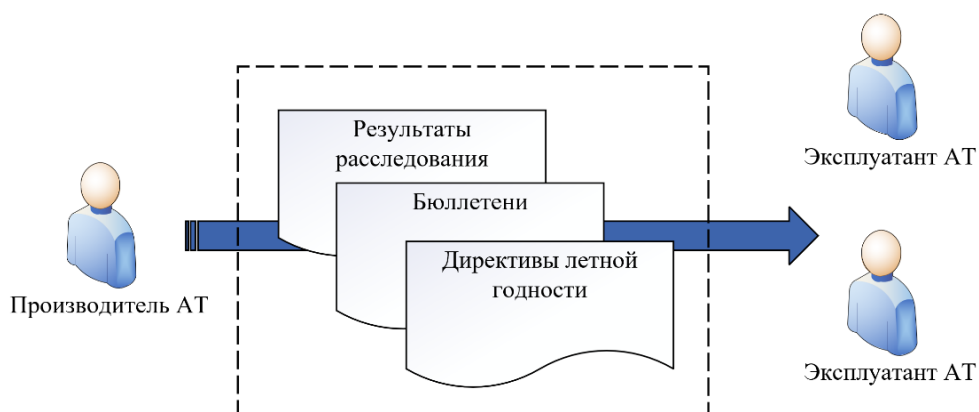 Производитель АТ
Результаты
расследования
Бюллетени
Директивы летной
годности
Эксплуатант АТ
Эксплуатант АТ